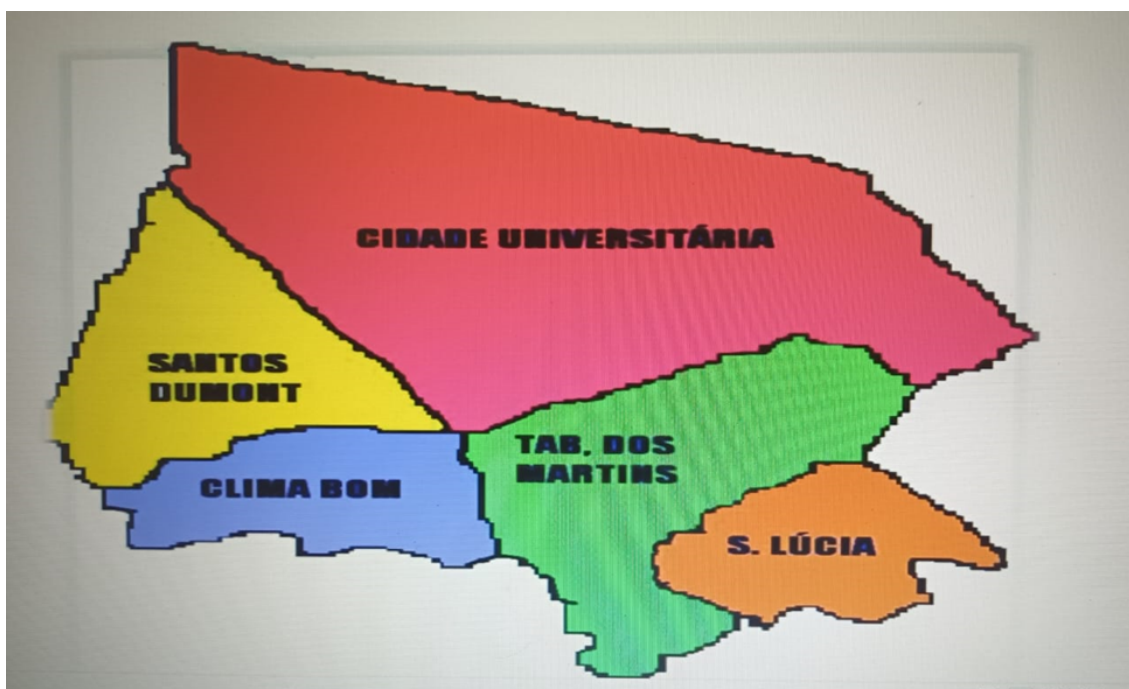 CIDADE UNIVERSITÁRIA
SANTOS
DUMONT
TAB. DOS
MARTINS
CLIMA BOM
S. LÚCIA